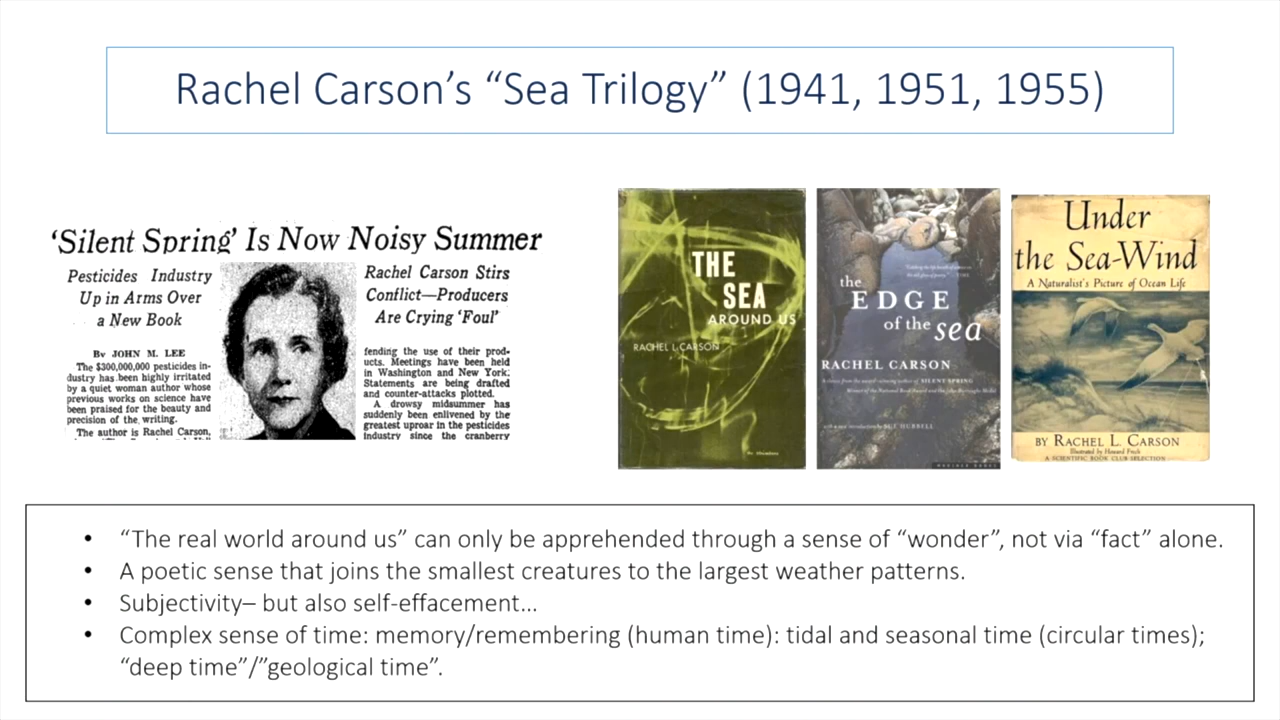 Rachel Carson’s “Sea Trilogy” (1941, 1951, 1955)
‘Silent Spring’ Is Now Noisy Summer
Pesticides Industry
Up in Arms Over
a New Book
By JOHN M. LEE
The $300,000,000 pesticides in-
dustry has been highly irritated
by a quiet woman author whose
previous works on science have
been praised for the beauty and
precision of the writing.
The author is Rachel Carson,
Rachel Carson Stirs
Conflict—Producers
Are Crying ‘Foul’
fending the use of their prod-
ucts. Meetings have been held
in Washington and New York.
Statements are being drafted
and counter-attacks plotted.
A drowsy midsummer has
suddenly been enlivened by the
greatest uproar in the pesticides
industry since the cranberry
THE
SEA
AROUND US
RACHEL L. CARSON
the
EDGE
of the sea
RACHEL CARSON
SILENT SPRING
SUE HUBBELL
Under
the Sea-Wind
A Naturalist’s Picture of Ocean Life
BY RACHEL L. CARSON
Illustrated by Howard Frech
A SCIENTIFIC BOOK CLUB SELECTION
• “The real world around us” can only be apprehended through a sense of “wonder”, not via “fact” alone.
• A poetic sense that joins the smallest creatures to the largest weather patterns.
• Subjectivity– but also self-effacement…
• Complex sense of time: memory/remembering (human time): tidal and seasonal time (circular times);
“deep time”/”geological time”.